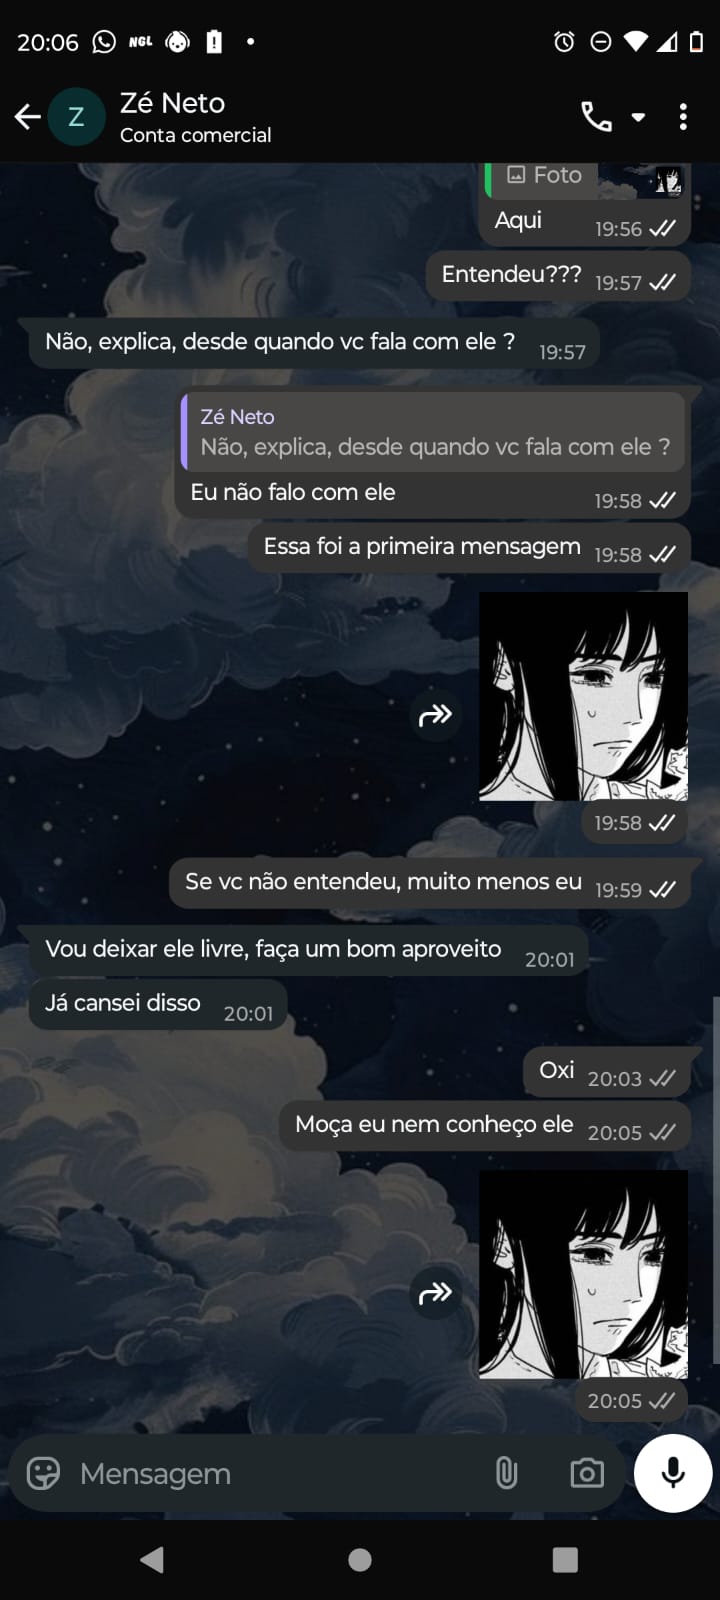 20:06 NGL
Z
Zé Neto
Conta comercial
Foto
Aqui 19:56
Entendeu??? 19:57
Não, explica, desde quando vc fala com ele ? 19:57
Zé Neto
Não, explica, desde quando vc fala com ele ?
Eu não falo com ele 19:58
Essa foi a primeira mensagem 19:58
19:58
Se vc não entendeu, muito menos eu 19:59
Vou deixar ele livre, faça um bom aproveito 20:01
Já cansei disso 20:01
Oxi 20:03
Moça eu nem conheço ele 20:05
20:05
Mensagem